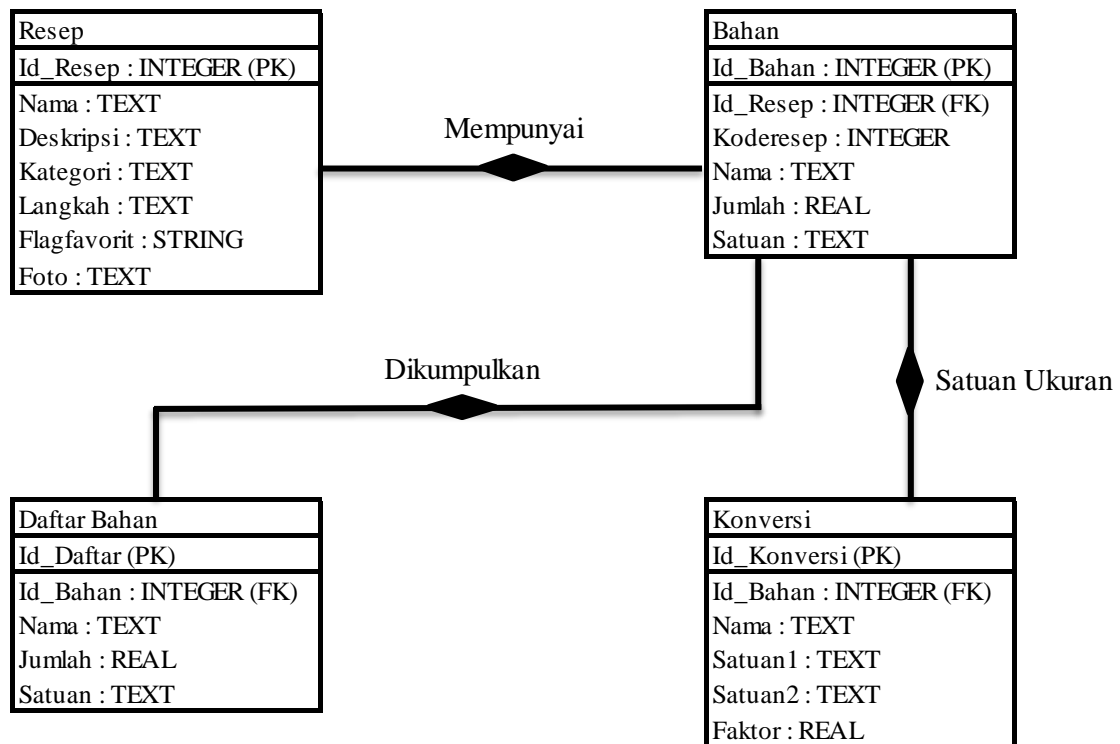 Resep
Id_Resep : INTEGER (PK)
Nama : TEXT
Deskripsi : TEXT
Kategori : TEXT
Langkah : TEXT
Flagfavorit : STRING
Foto : TEXT
Mempunyai
Bahan
Id_Bahan : INTEGER (PK)
Id_Resep : INTEGER (FK)
Koderesep : INTEGER
Nama : TEXT
Jumlah : REAL
Satuan : TEXT
Dikumpulkan
Satuan Ukuran
Daftar Bahan
Id_Daftar (PK)
Id_Bahan : INTEGER (FK)
Nama : TEXT
Jumlah : REAL
Satuan : TEXT
Konversi
Id_Konversi (PK)
Id_Bahan : INTEGER (FK)
Nama : TEXT
Satuan1 : TEXT
Satuan2 : TEXT
Faktor : REAL